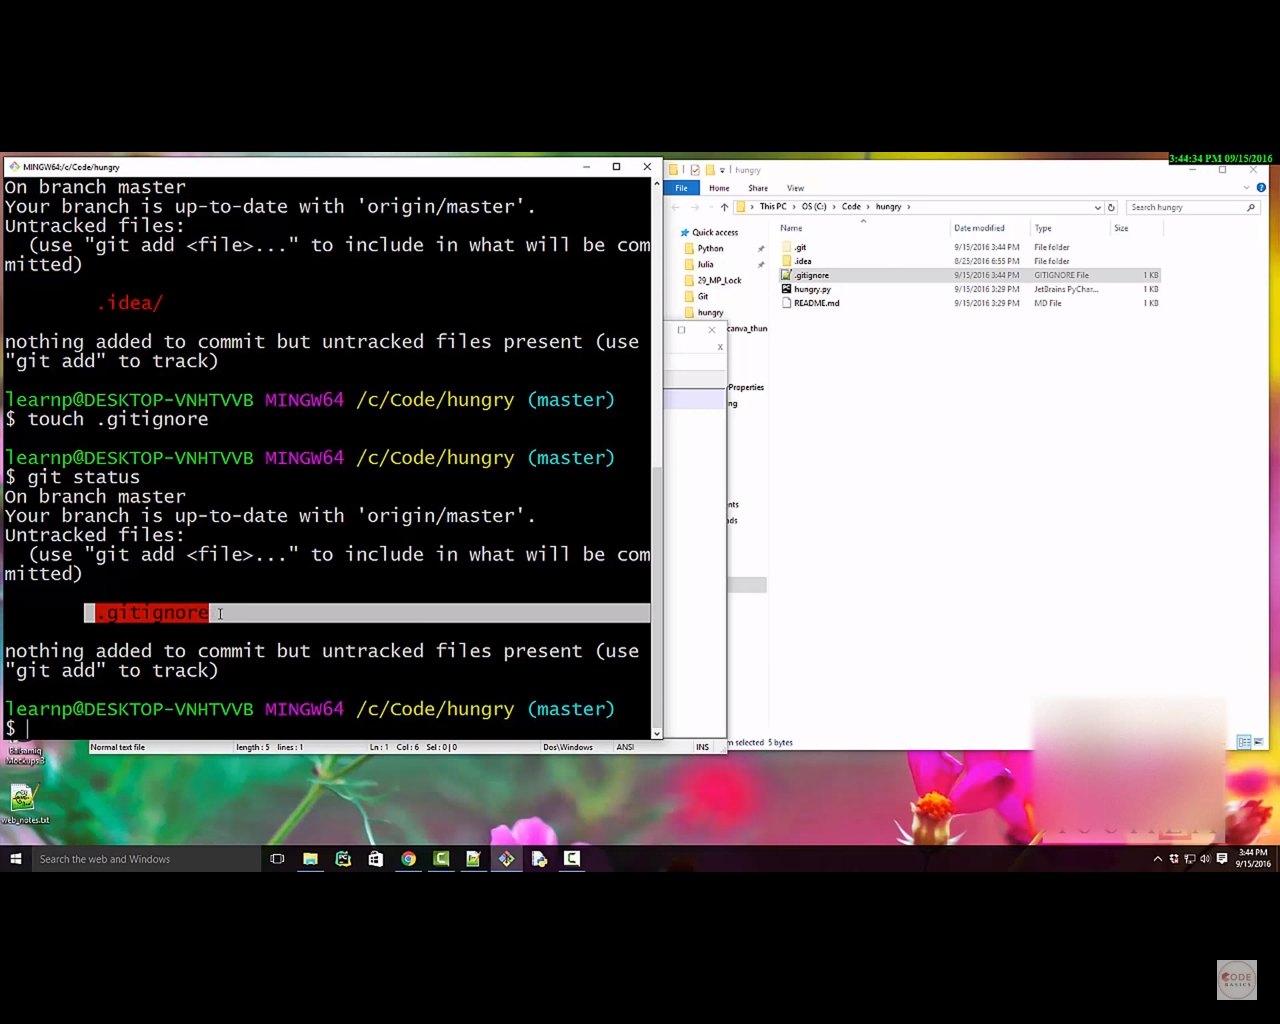 3:44:34 PM 09/15/2016
MINGW64:/c/Code/hungry
On branch master
Your branch is up-to-date with 'origin/master'.
Untracked files:
(use "git add <file>..." to include in what will be com
mitted)
.idea/
nothing added to commit but untracked files present (use
"git add" to track)
learnp@DESKTOP-VNHTVVB MINGW64 /c/Code/hungry (master)
$ touch .gitignore
learnp@DESKTOP-VNHTVVB MINGW64 /c/Code/hungry (master)
$ git status
On branch master
Your branch is up-to-date with 'origin/master'.
Untracked files:
(use "git add <file>..." to include in what will be com
mitted)
.gitignore
nothing added to commit but untracked files present (use
"git add" to track)
learnp@DESKTOP-VNHTVVB MINGW64 /c/Code/hungry (master)
$
hungry
File Home Share View
This PC > OS (C:) > Code > hungry >
Search hungry
Name Date modified Type Size
.git 9/15/2016 3:44 PM File folder
.idea 8/25/2016 6:55 PM File folder
.gitignore 9/15/2016 3:44 PM GITIGNORE File 1 KB
hungry.py 9/15/2016 3:29 PM JetBrains PyChar... 1 KB
README.md 9/15/2016 3:29 PM MD File 1 KB
Quick access
Python
Julia
29_MP_Lock
Git
hungry
canva_thun
Properties
ng
nts
ds
m selected 5 bytes
Normal text file length : 5 lines : 1 Ln : 1 Col : 6 Sel : 0 | 0 Dos\Windows ANSI INS
Balsamiq
Mockups 3
web_notes.txt
Search the web and Windows
3:44 PM
9/15/2016
CODE
BASICS